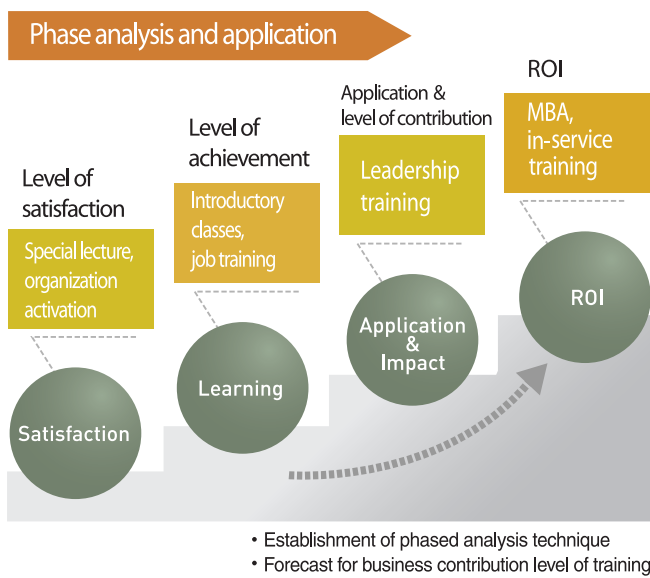 Phase analysis and application
Level of
satisfaction
Special lecture,
organization
activation
Satisfaction
Level of
achievement
Introductory
classes,
job training
Learning
Application &
level of contribution
Leadership
training
Application
&
Impact
ROI
MBA,
in-service
training
ROI
• Establishment of phased analysis technique
• Forecast for business contribution level of training